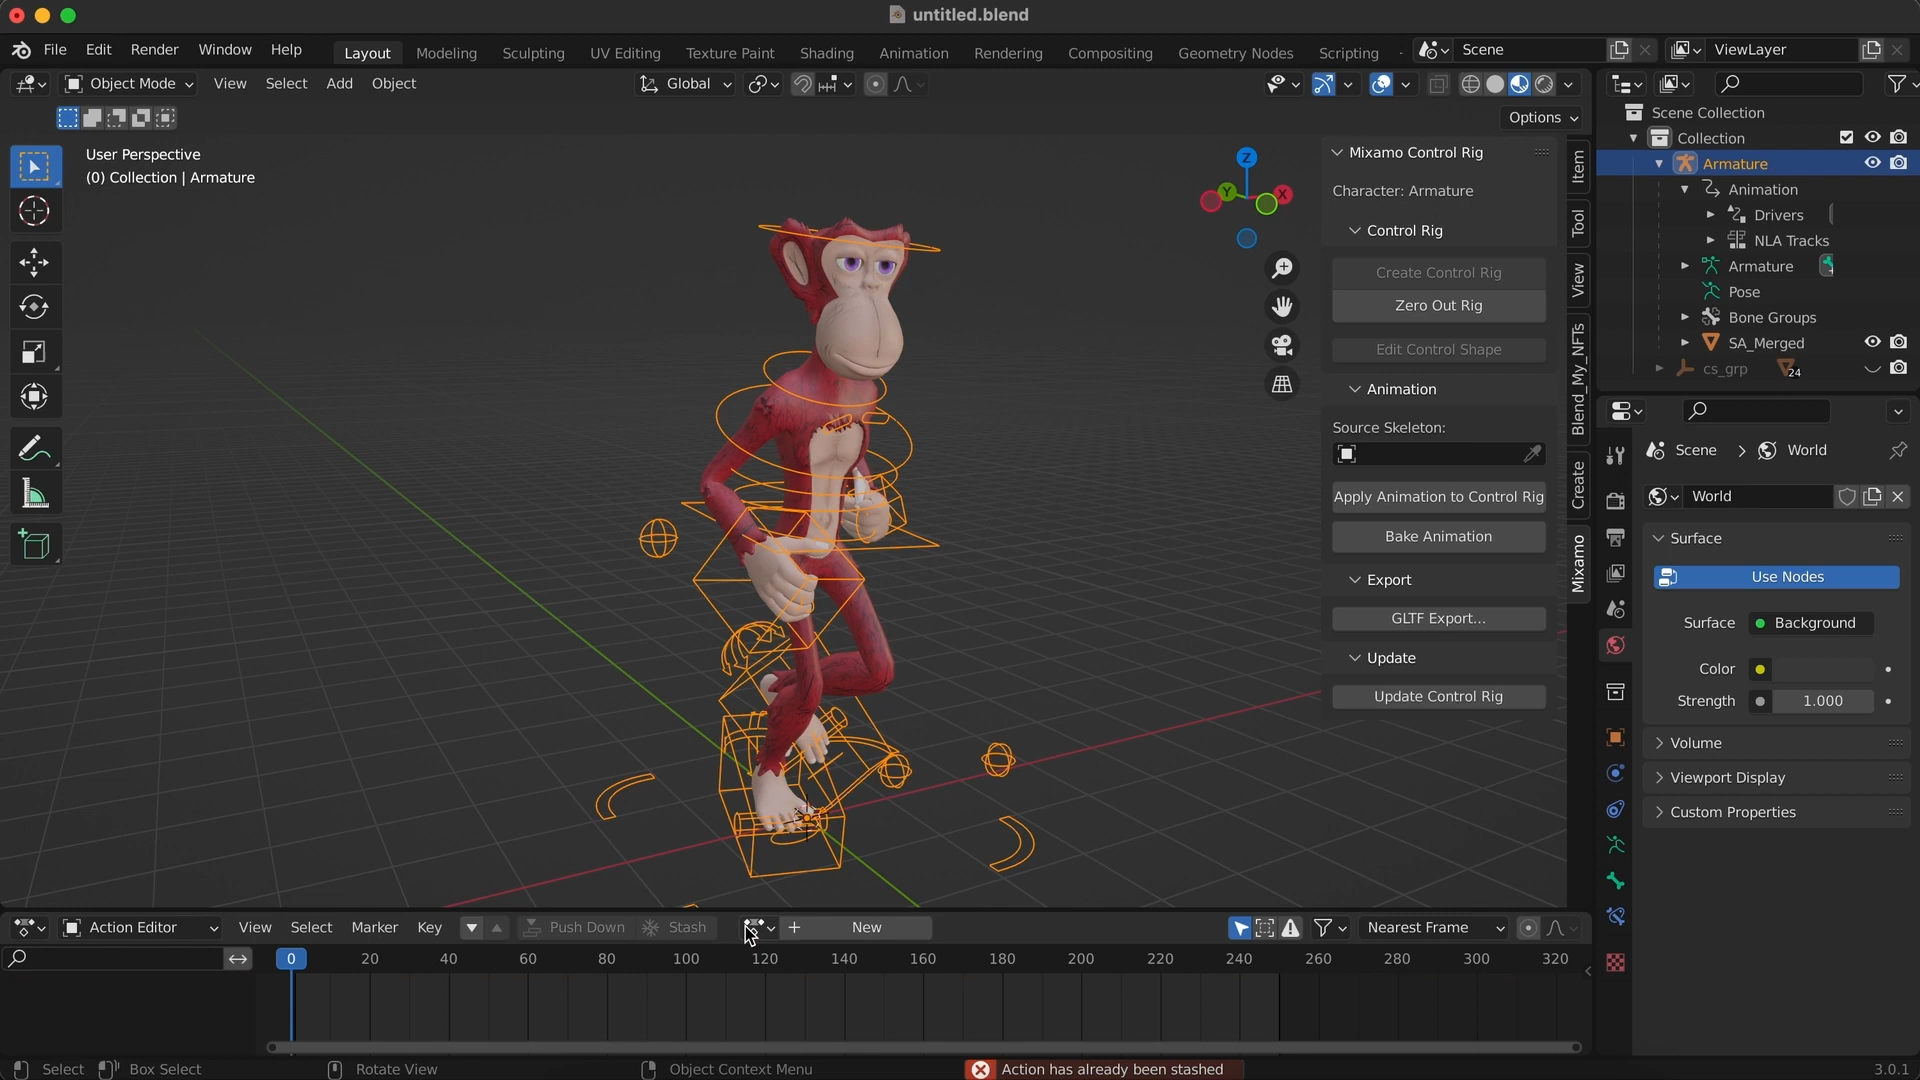 untitled.blend
File Edit Render Window Help Layout Modeling Sculpting UV Editing Texture Paint Shading Animation Rendering Compositing Geometry Nodes Scripting Scene ViewLayer
Object Mode View Select Add Object Global
Options
User Perspective
(0) Collection | Armature
Z
Y
X
Mixamo Control Rig
Character: Armature
Control Rig
Create Control Rig
Zero Out Rig
Edit Control Shape
Animation
Source Skeleton:
Apply Animation to Control Rig
Bake Animation
Export
GLTF Export...
Update
Update Control Rig
Item
Tool
View
Blend_My_NFTs
Create
Mixamo
Scene Collection
Collection
Armature
Animation
Drivers
NLA Tracks
Armature
Pose
Bone Groups
SA_Merged
cs_grp 24
Scene World
World
Surface
Use Nodes
Surface Background
Color
Strength 1.000
Volume
Viewport Display
Custom Properties
Action Editor View Select Marker Key Push Down Stash New Nearest Frame
0 20 40 60 80 100 120 140 160 180 200 220 240 260 280 300 320
Select Box Select Rotate View Object Context Menu Action has already been stashed 3.0.1